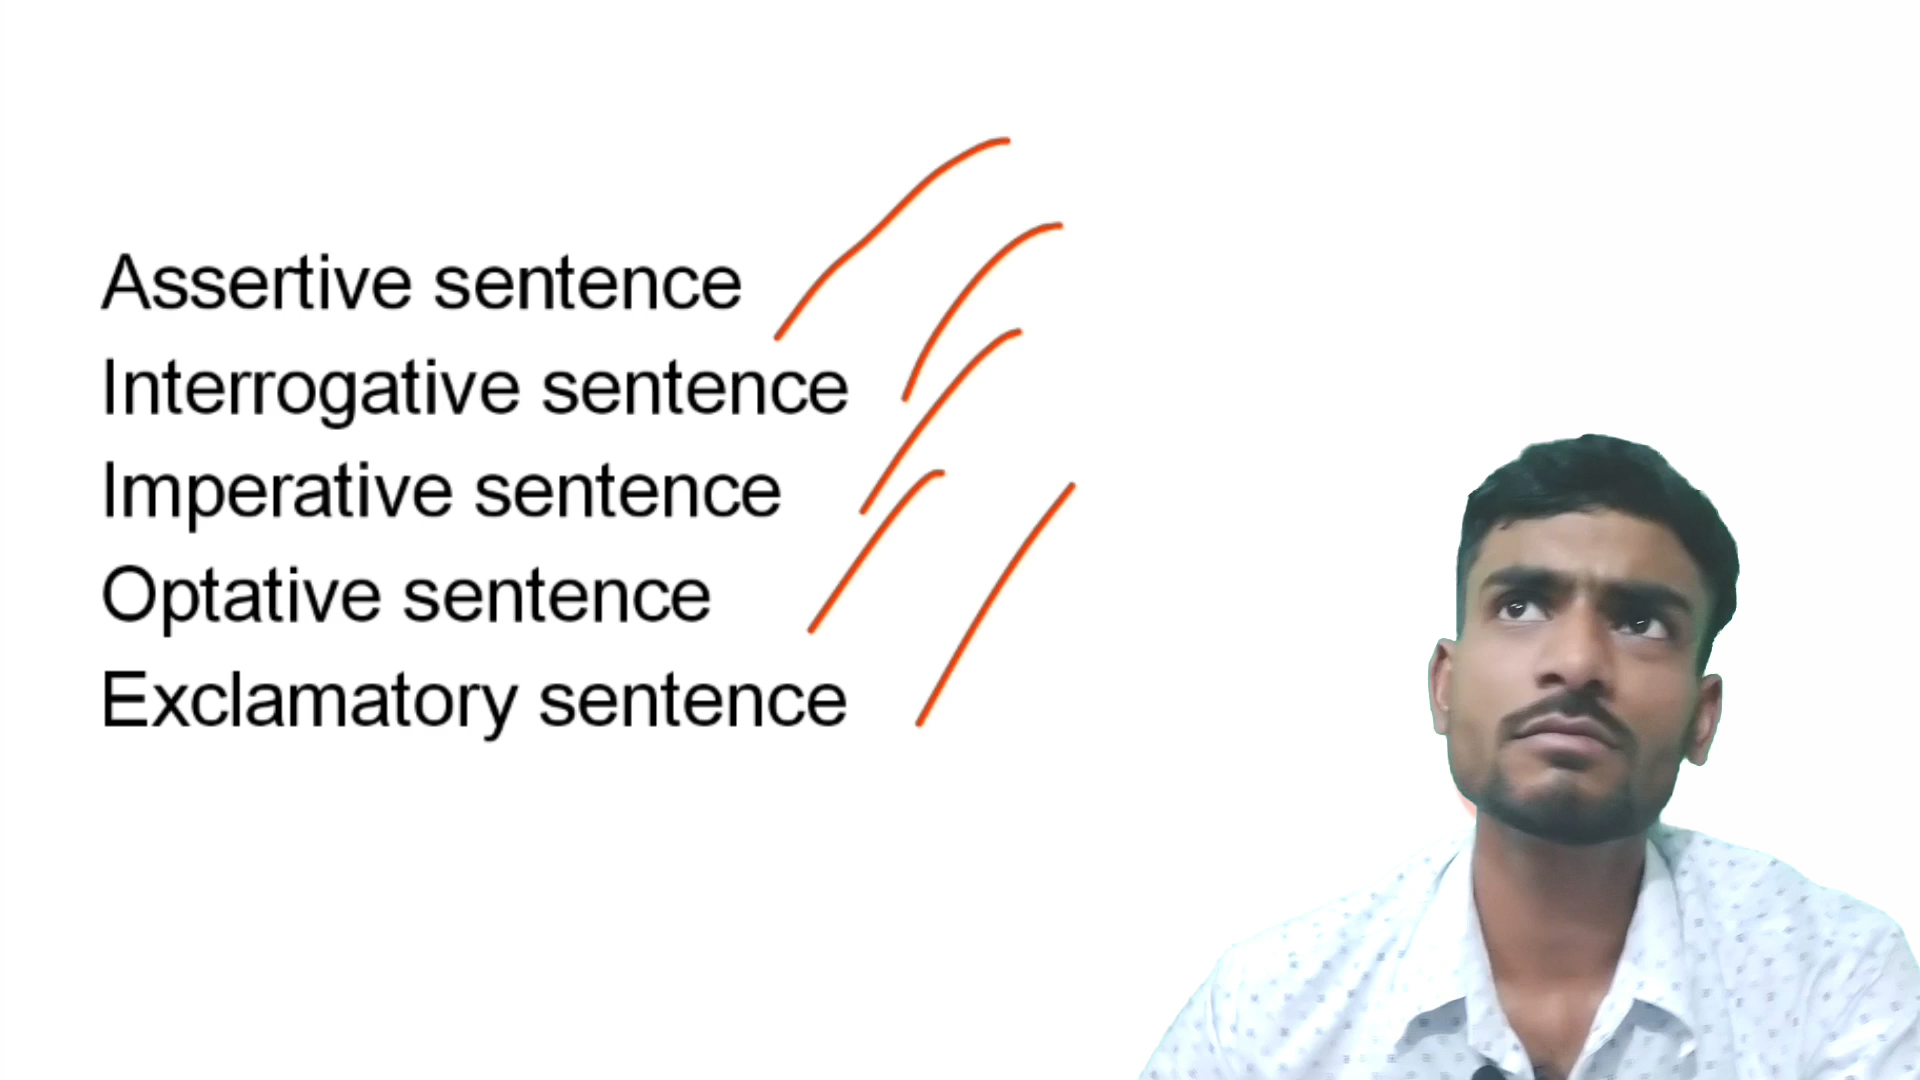 Assertive sentence
Interrogative sentence
Imperative sentence
Optative sentence
Exclamatory sentence